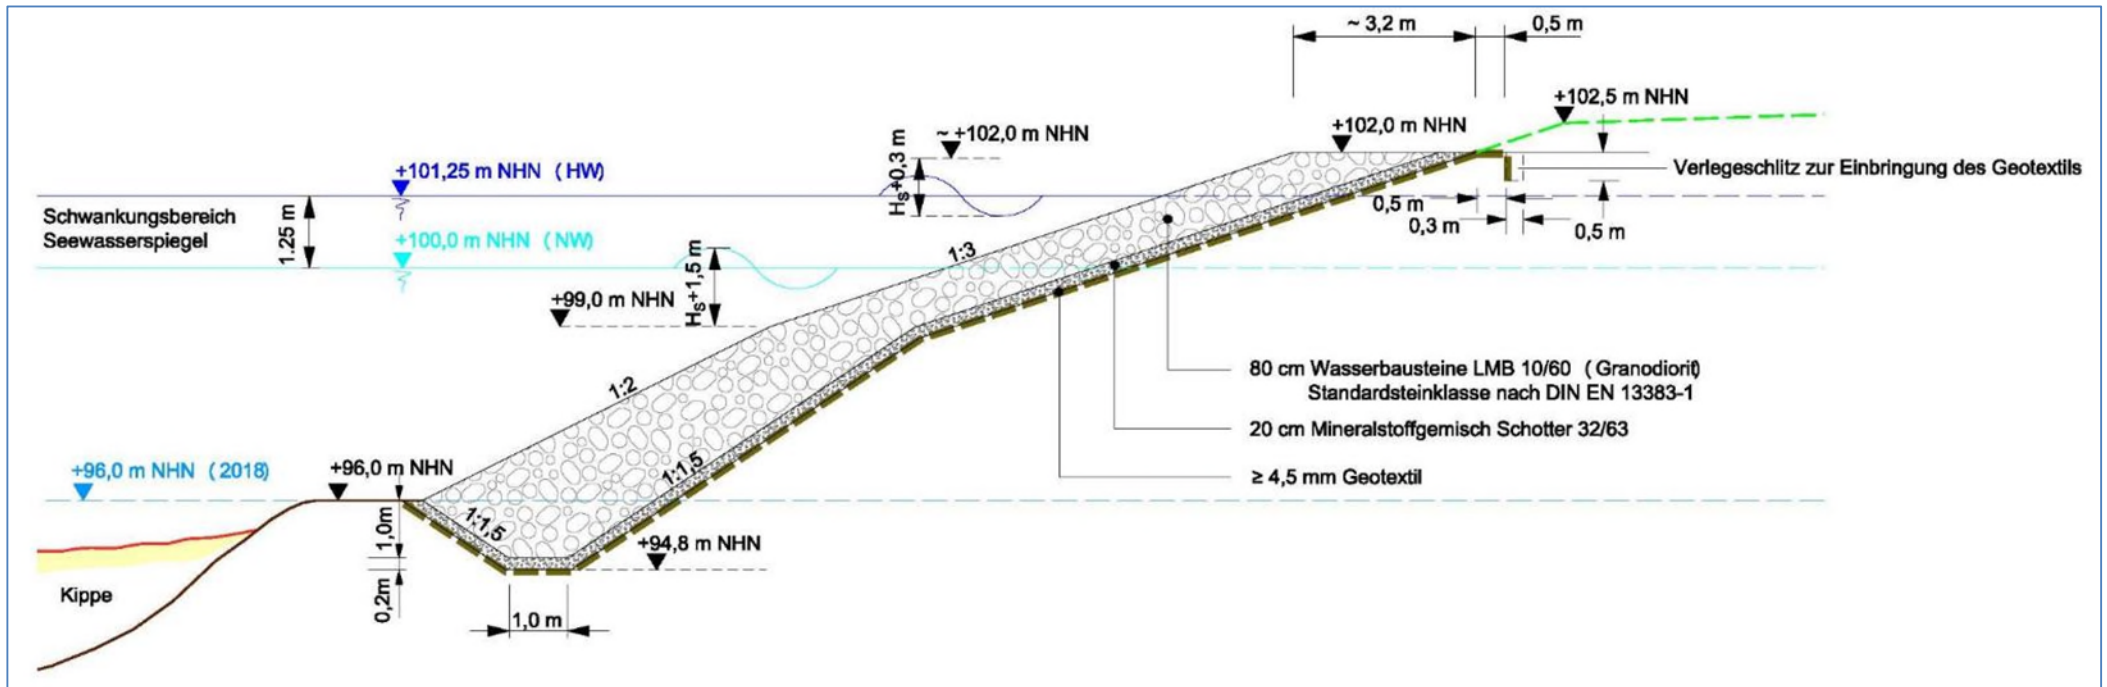 ~ 3,2 m
0,5 m
+102,5 m NHN
~ +102,0 m NHN
+102,0 m NHN
Hs+0,3 m
+101,25 m NHN (HW)
Verlegeschlitz zur Einbringung des Geotextils
Schwankungsbereich
Seewasserspiegel
1.25 m
0,5 m
0,3 m
0,5 m
+100,0 m NHN (NW)
1:3
Hs+1,5 m
+99,0 m NHN
80 cm Wasserbausteine LMB 10/60 (Granodiorit)
Standardsteinklasse nach DIN EN 13383-1
1:2
20 cm Mineralstoffgemisch Schotter 32/63
+96,0 m NHN (2018)
+96,0 m NHN
1:1,5
≥ 4,5 mm Geotextil
1:1,5
1,0m
+94,8 m NHN
Kippe
0,2m
1,0 m